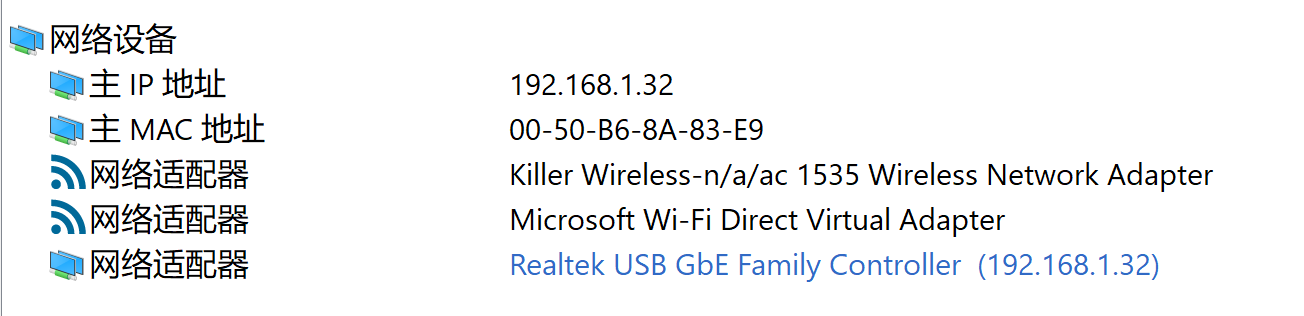 网络设备
主 IP 地址 192.168.1.32
主 MAC 地址 00-50-B6-8A-83-E9
网络适配器 Killer Wireless-n/a/ac 1535 Wireless Network Adapter
网络适配器 Microsoft Wi-Fi Direct Virtual Adapter
网络适配器 Realtek USB GbE Family Controller (192.168.1.32)